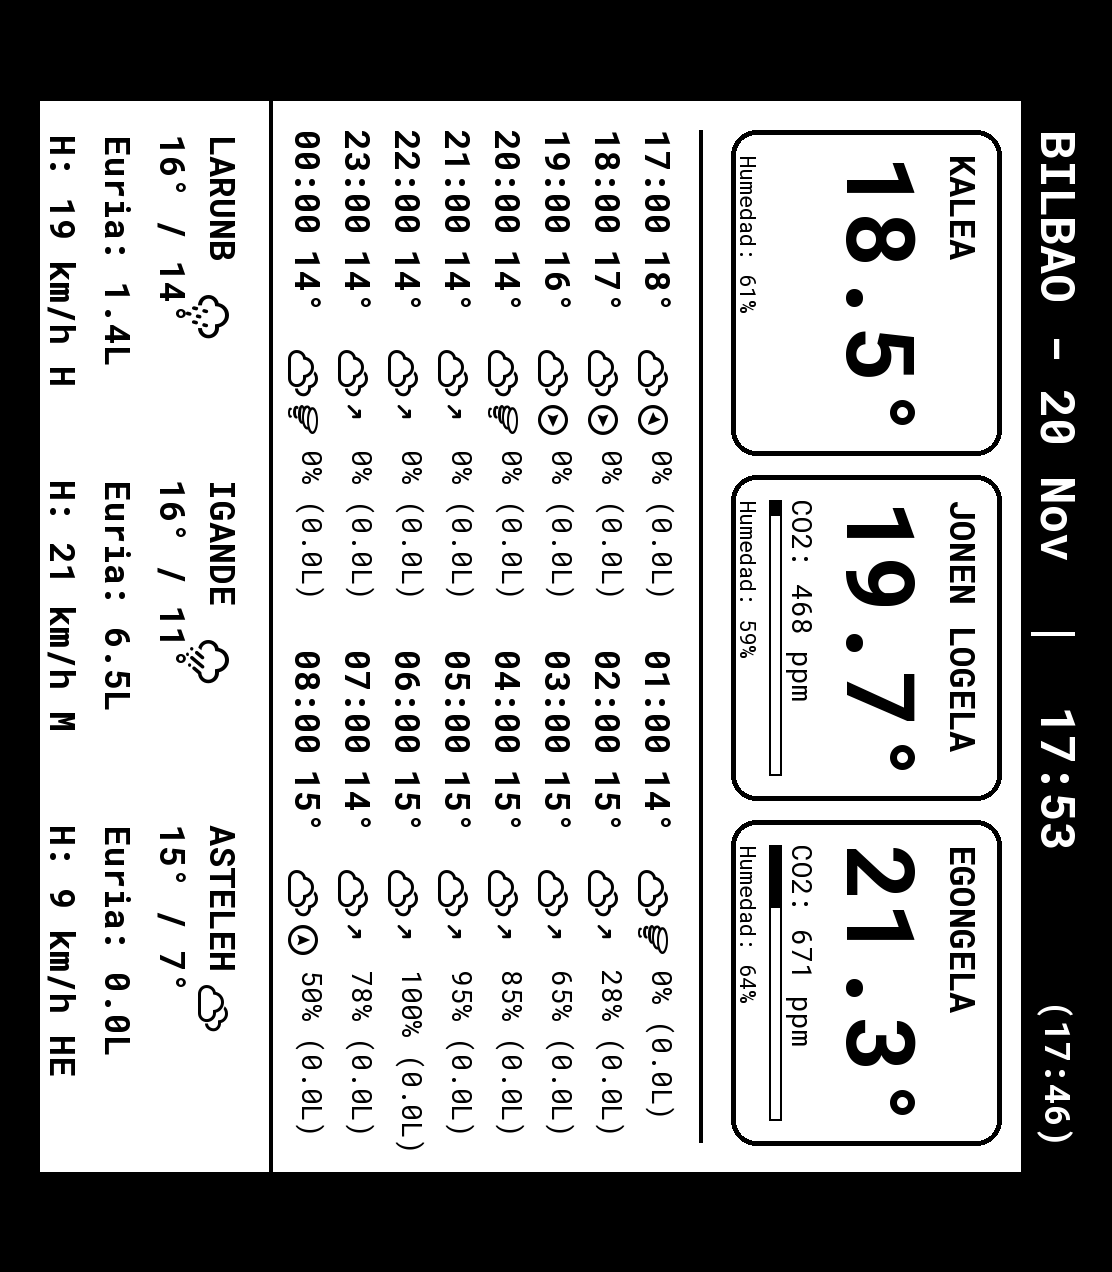 BILBAO - 20 Nov | 17:53 (17:46)
KALEA
18.5°
Humedad: 61%
JONEN LOGELA
19.7°
CO2: 468 ppm
Humedad: 59%
EGONGELA
21.3°
CO2: 671 ppm
Humedad: 64%
17:00 18° 0% (0.0L)
18:00 17° 0% (0.0L)
19:00 16° 0% (0.0L)
20:00 14° 0% (0.0L)
21:00 14° 0% (0.0L)
22:00 14° 0% (0.0L)
23:00 14° 0% (0.0L)
00:00 14° 0% (0.0L)
01:00 14° 0% (0.0L)
02:00 15° 28% (0.0L)
03:00 15° 65% (0.0L)
04:00 15° 85% (0.0L)
05:00 15° 95% (0.0L)
06:00 15° 100% (0.0L)
07:00 14° 78% (0.0L)
08:00 15° 50% (0.0L)
LARUNB
16° / 14°
Euria: 1.4L
H: 19 km/h H
IGANDE
16° / 11°
Euria: 6.5L
H: 21 km/h M
ASTELEH
15° / 7°
Euria: 0.0L
H: 9 km/h HE